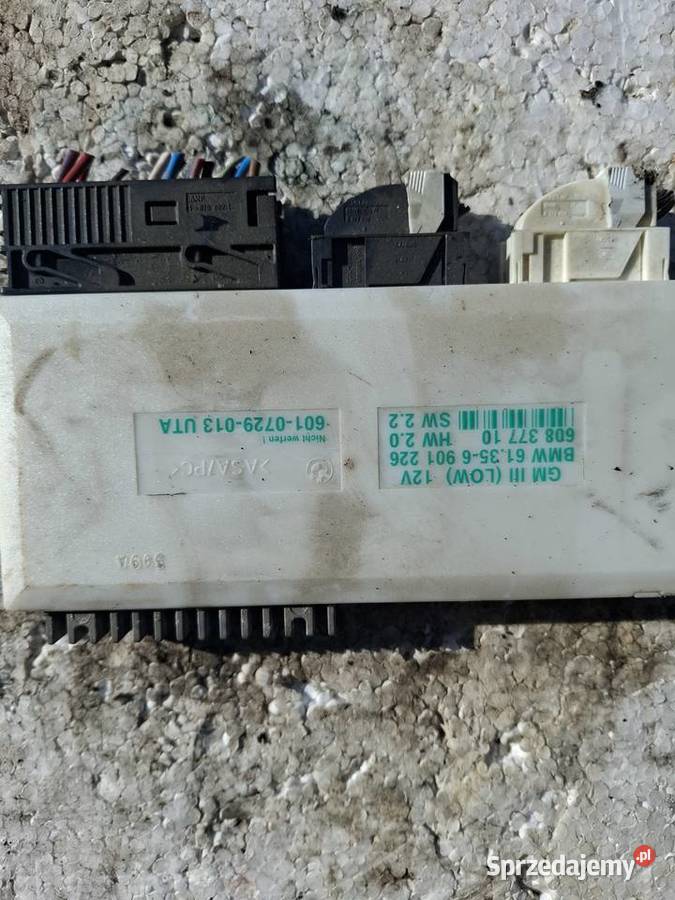 GM III (LOW) 12V
BMW 61.35-6 901 226
608 377 10 HW 2.0
SW 2.2
>ASA/PC<
Nicht werfen !
601-0729-013 UTA
Sprzedajemy.pl